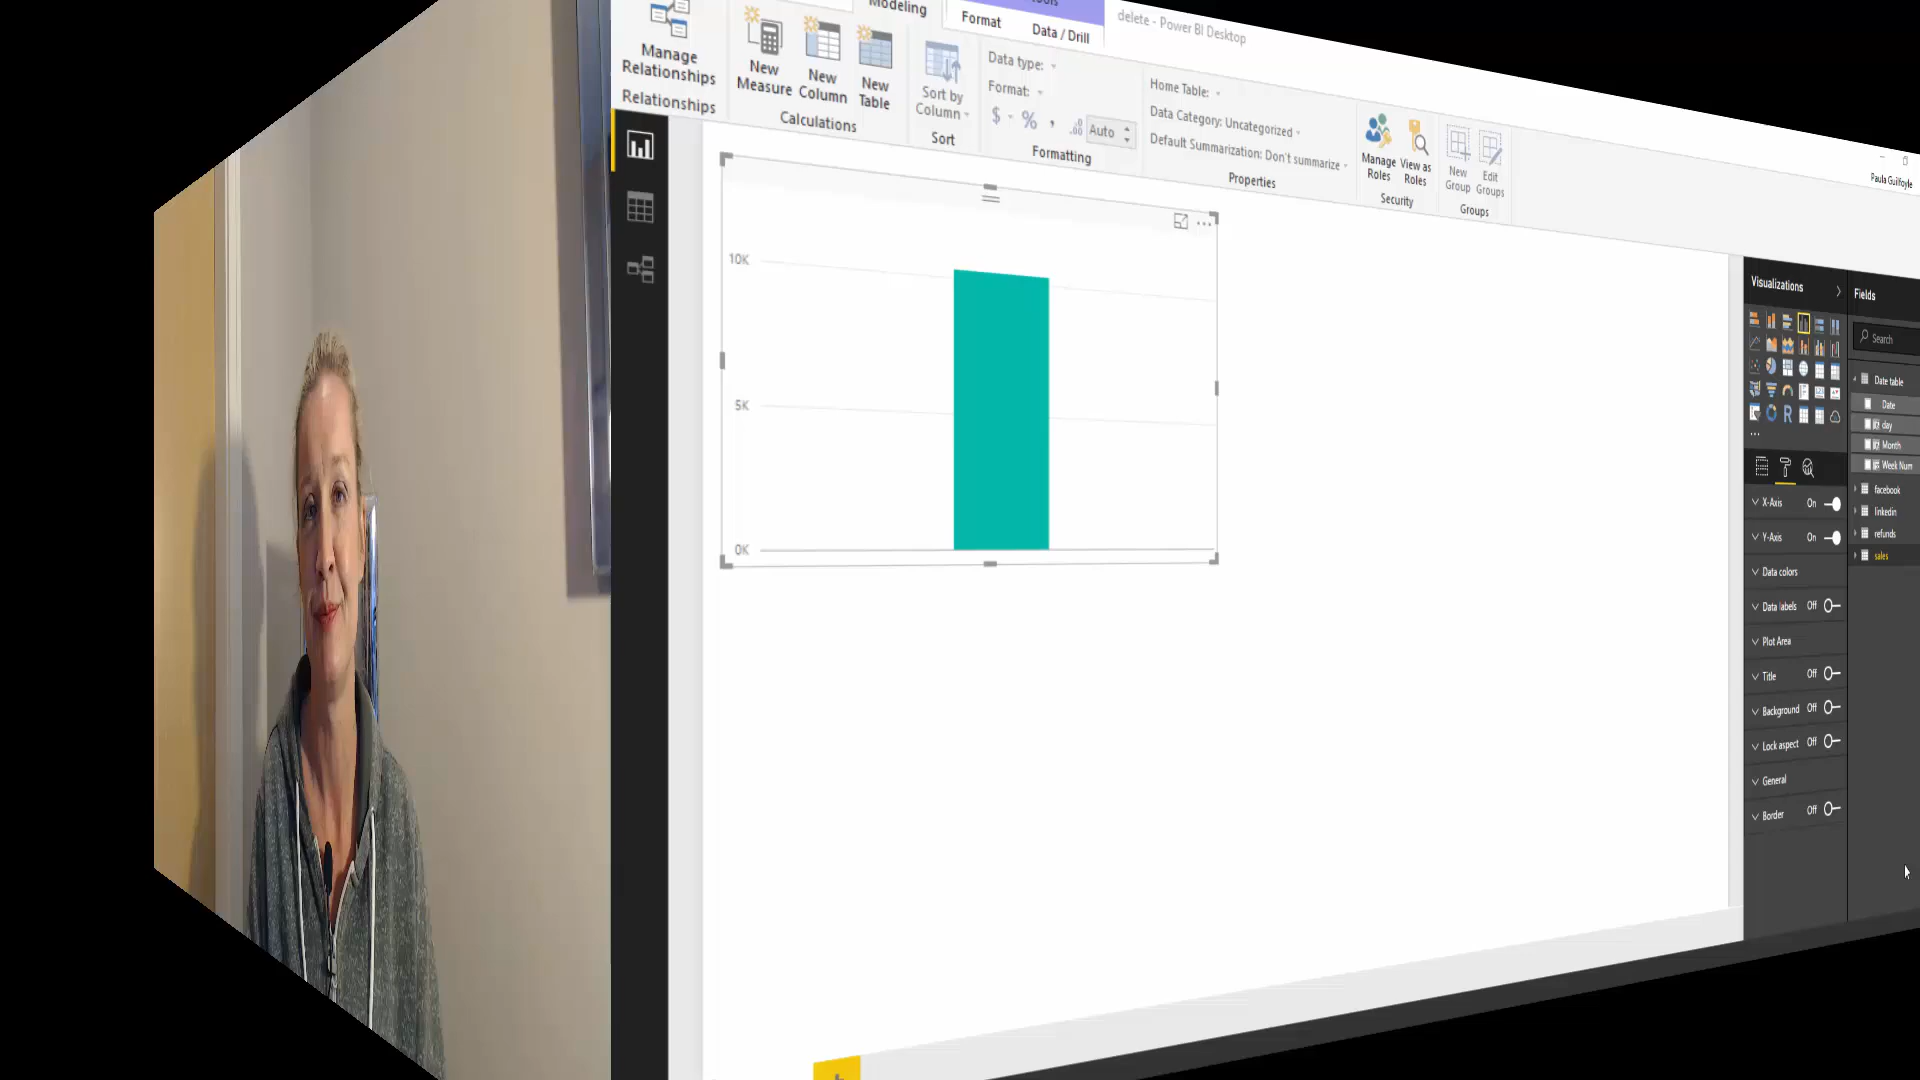 Modeling
Format
Data / Drill
delete - Power BI Desktop
Paula Guilfoyle
Manage
Relationships
Relationships
New
Measure
New
Column
New
Table
Calculations
Sort by
Column
Sort
Data type:
Format:
$ % , Auto
Formatting
Home Table:
Data Category: Uncategorized
Default Summarization: Don't summarize
Properties
Manage
Roles
View as
Roles
Security
New
Group
Edit
Groups
Groups
10K
5K
0K
Visualizations
R
X-Axis On
Y-Axis On
Data colors
Data labels Off
Plot Area
Title Off
Background Off
Lock aspect Off
General
Border Off
Fields
Search
Date table
Date
day
Month
Week Num
facebook
linkedin
refunds
sales